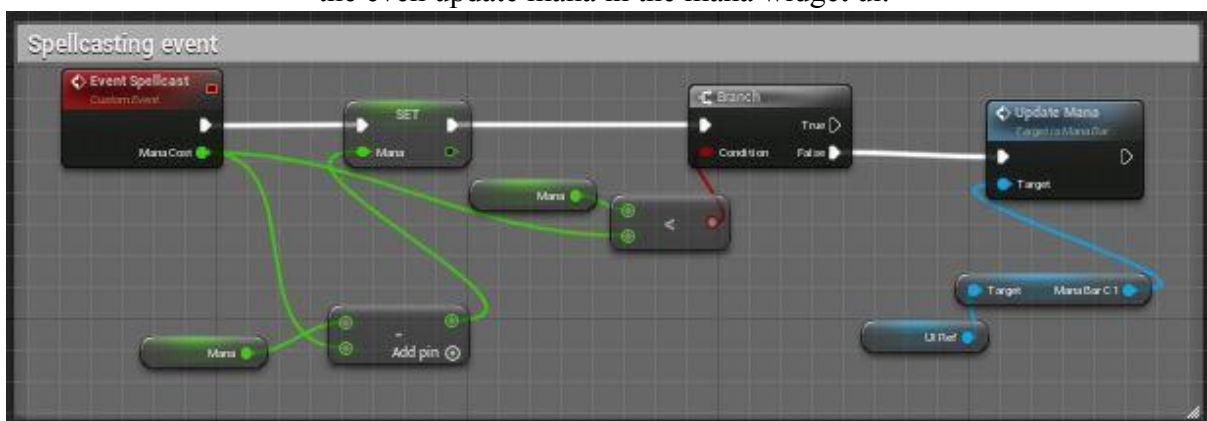 the even update mana in the mana widget ui.
Spellcasting event
Event Spellcast
Custom Event
Mana Cost
SET
Mana
Mana
<
Branch
Condition
True
False
Update Mana
Target is Mana Bar
Target
Target
Mana Bar C 1
UI Ref
Mana
-
Add pin